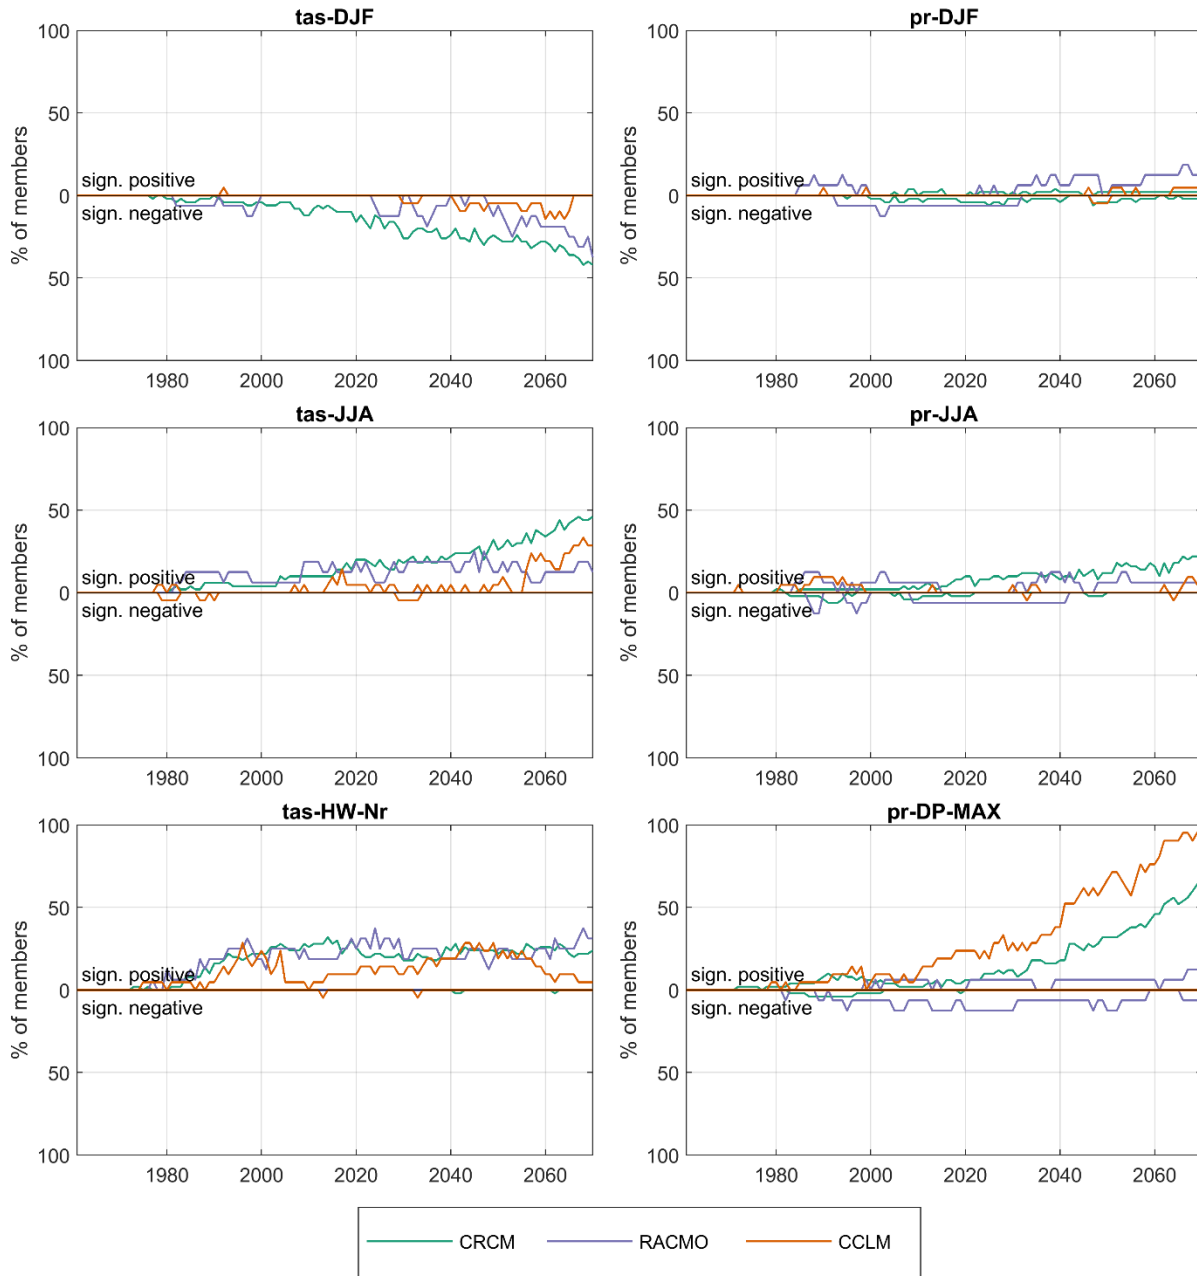 tas-DJF
100
50
0
50
100
% of members
sign. positive
sign. negative
1980 2000 2020 2040 2060
pr-DJF
100
50
0
50
100
% of members
sign. positive
sign. negative
1980 2000 2020 2040 2060
tas-JJA
100
50
0
50
100
% of members
sign. positive
sign. negative
1980 2000 2020 2040 2060
pr-JJA
100
50
0
50
100
% of members
sign. positive
sign. negative
1980 2000 2020 2040 2060
tas-HW-Nr
100
50
0
50
100
% of members
sign. positive
sign. negative
1980 2000 2020 2040 2060
pr-DP-MAX
100
50
0
50
100
% of members
sign. positive
sign. negative
1980 2000 2020 2040 2060
CRCM RACMO CCLM